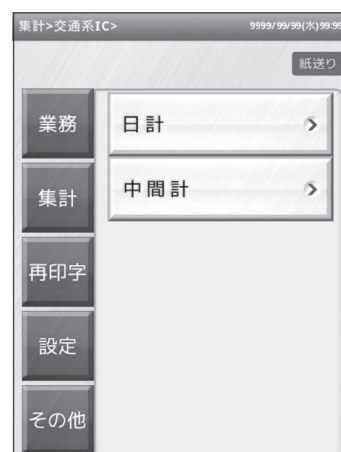 集計>交通系IC>
9999/99/99(水)99:99
紙送り
業務
日計
中間計
集計
再印字
設定
その他